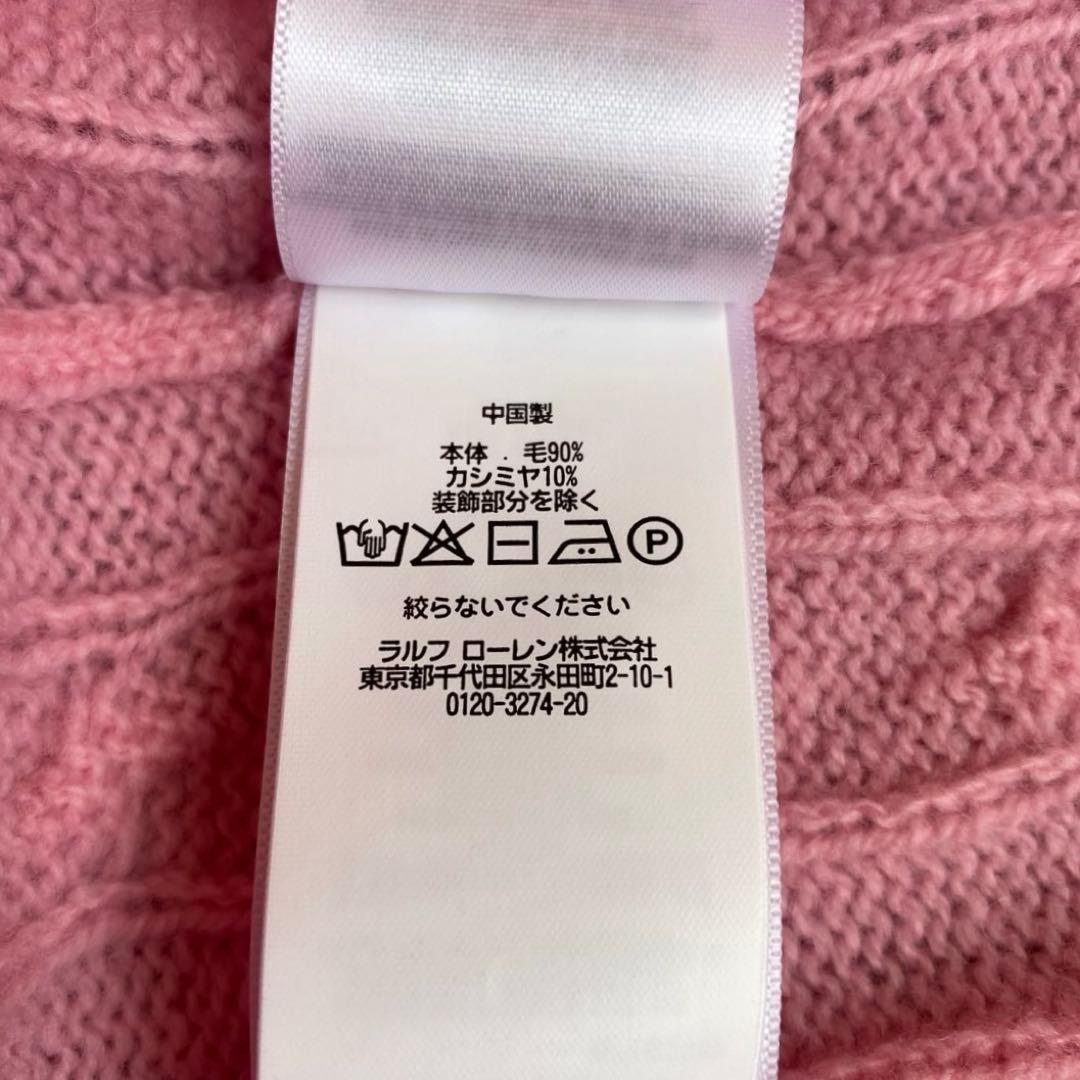 中国製
本体 . 毛90%
カシミヤ10%
装飾部分を除く
P
絞らないでください
ラルフ ローレン株式会社
東京都千代田区永田町2-10-1
0120-3274-20